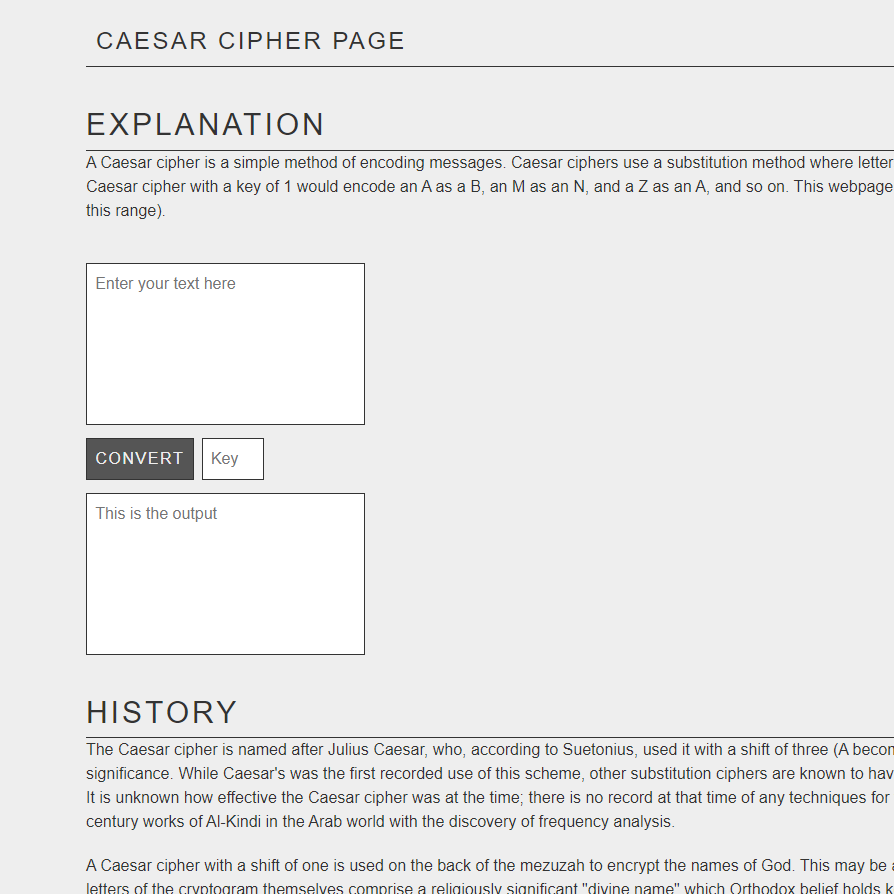 CAESAR CIPHER PAGE
EXPLANATION
A Caesar cipher is a simple method of encoding messages. Caesar ciphers use a substitution method where letter
Caesar cipher with a key of 1 would encode an A as a B, an M as an N, and a Z as an A, and so on. This webpage
this range).
Enter your text here
CONVERT Key
This is the output
HISTORY
The Caesar cipher is named after Julius Caesar, who, according to Suetonius, used it with a shift of three (A becom
significance. While Caesar's was the first recorded use of this scheme, other substitution ciphers are known to hav
It is unknown how effective the Caesar cipher was at the time; there is no record at that time of any techniques for
century works of Al-Kindi in the Arab world with the discovery of frequency analysis.
A Caesar cipher with a shift of one is used on the back of the mezuzah to encrypt the names of God. This may be a
letters of the cryptogram themselves comprise a religiously significant "divine name" which Orthodox belief holds k